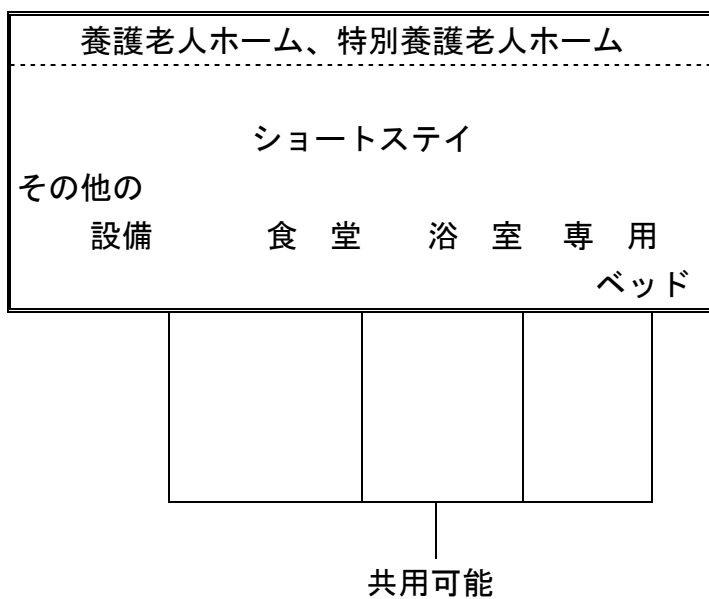 養護老人ホーム、特別養護老人ホーム
ショートステイ
その他の
設備 食 堂 浴 室 専 用
ベッド
共用可能